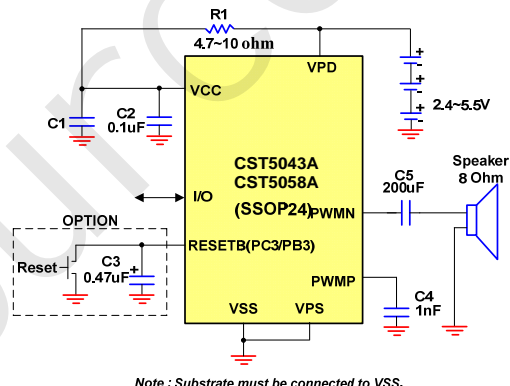 R1
4.7~10 ohm
VPD
VCC
C1
C2
0.1uF
+
-
+
-
+
-
2.4~5.5V
CST5043A
CST5058A
(SSOP24)
I/O
PWMN
C5
200uF
Speaker
8 Ohm
OPTION
RESETB(PC3/PB3)
Reset
C3
0.47uF
+
PWMP
C4
1nF
VSS
VPS
Note : Substrate must be connected to VSS.